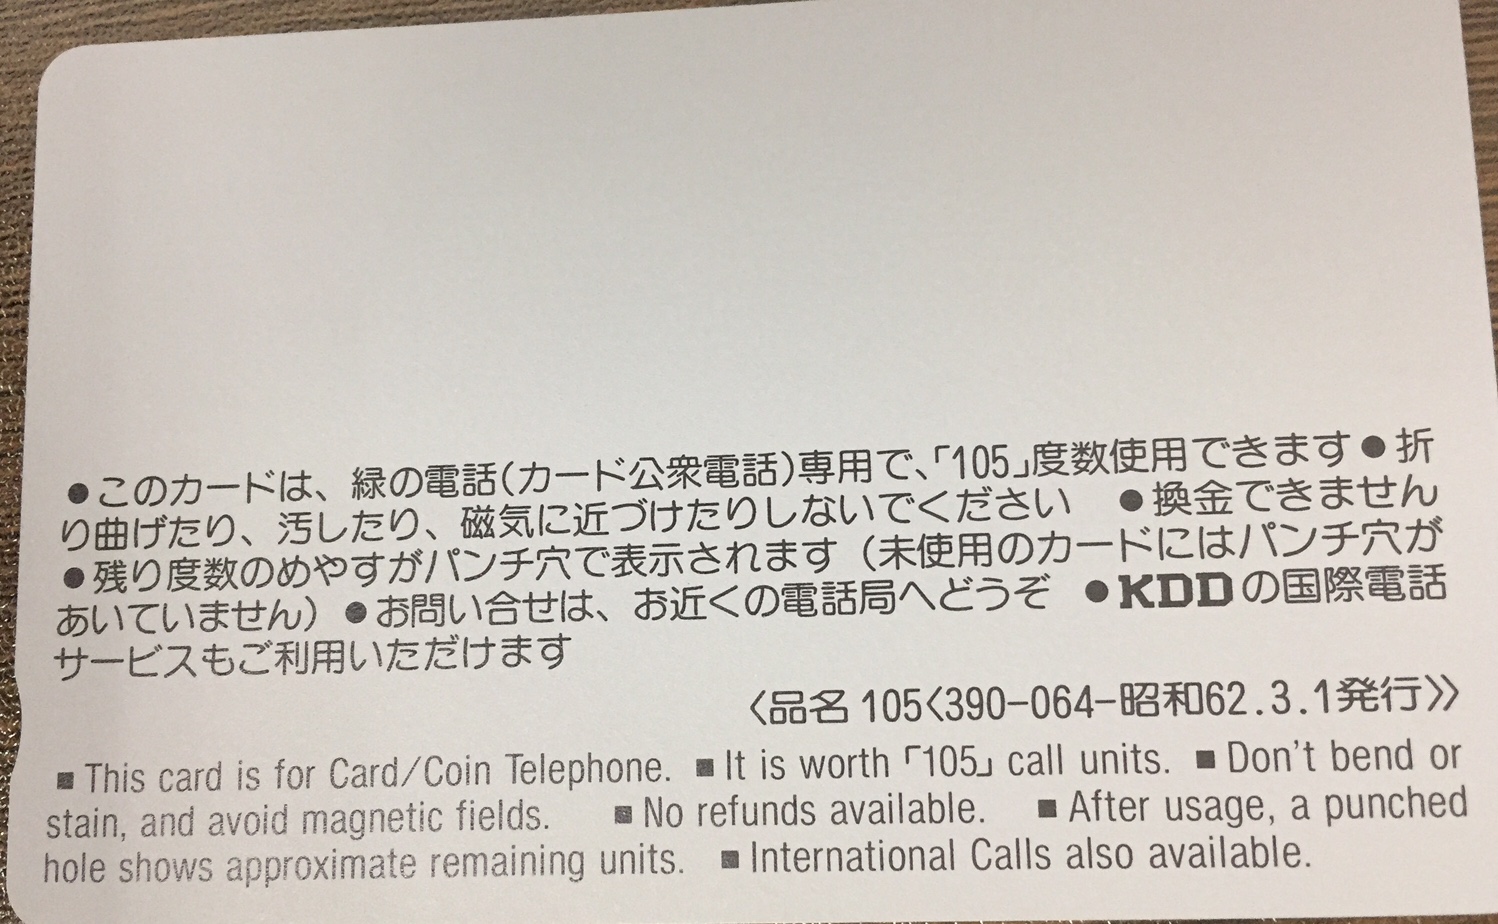 ●このカードは、緑の電話(カード公衆電話)専用で、「105」度数使用できます●折
り曲げたり、汚したり、磁気に近づけたりしないでください　●換金できません
●残り度数のめやすがパンチ穴で表示されます（未使用のカードにはパンチ穴が
あいていません）●お問い合せは、お近くの電話局へどうぞ　●KDDの国際電話
サービスもご利用いただけます
〈品名 105〈390-064-昭和62.3.1発行〉〉
■This card is for Card/Coin Telephone. ■It is worth「105」call units. ■Don't bend or
stain, and avoid magnetic fields. ■No refunds available. ■After usage, a punched
hole shows approximate remaining units. ■International Calls also available.